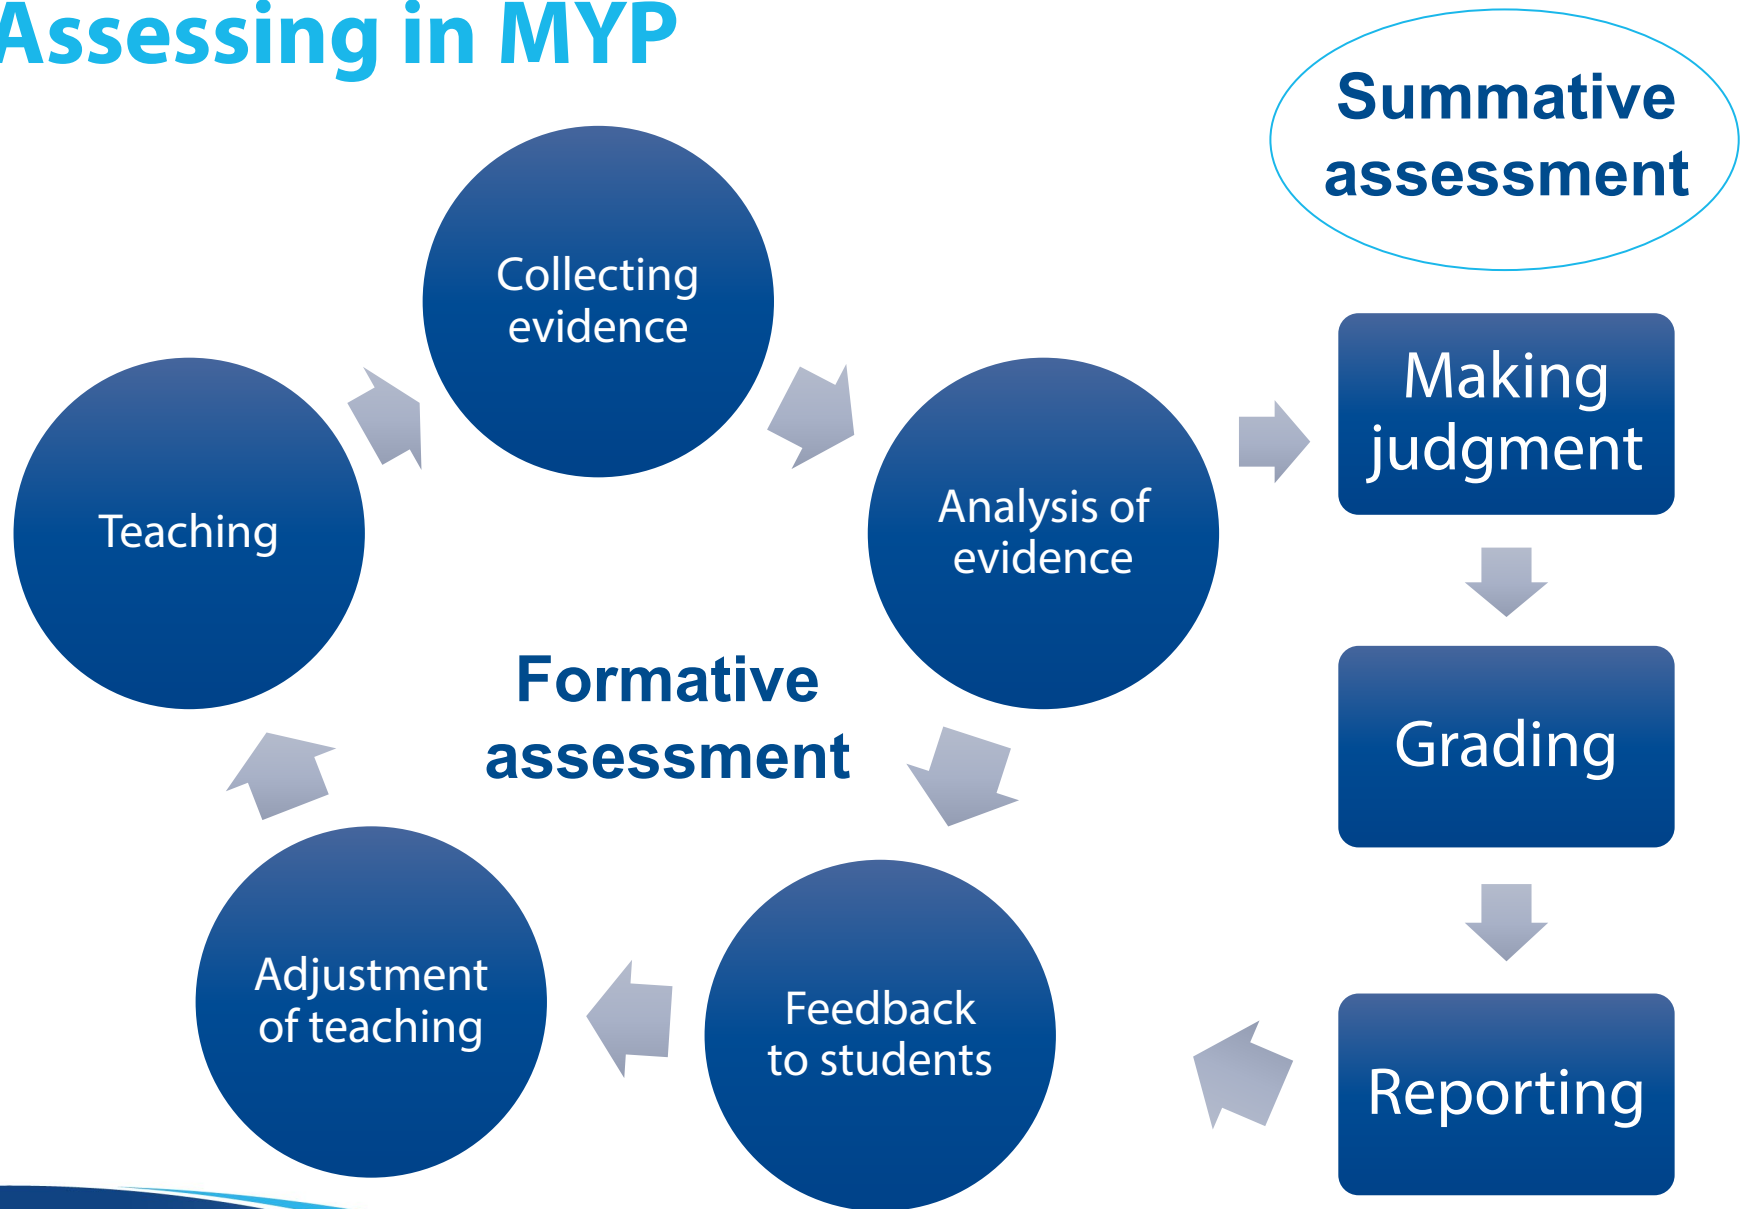 Assessing in MYP
Summative
assessment
Collecting
evidence
Making
judgment
Teaching
Analysis of
evidence
Formative
assessment
Grading
Adjustment
of teaching
Feedback
to students
Reporting